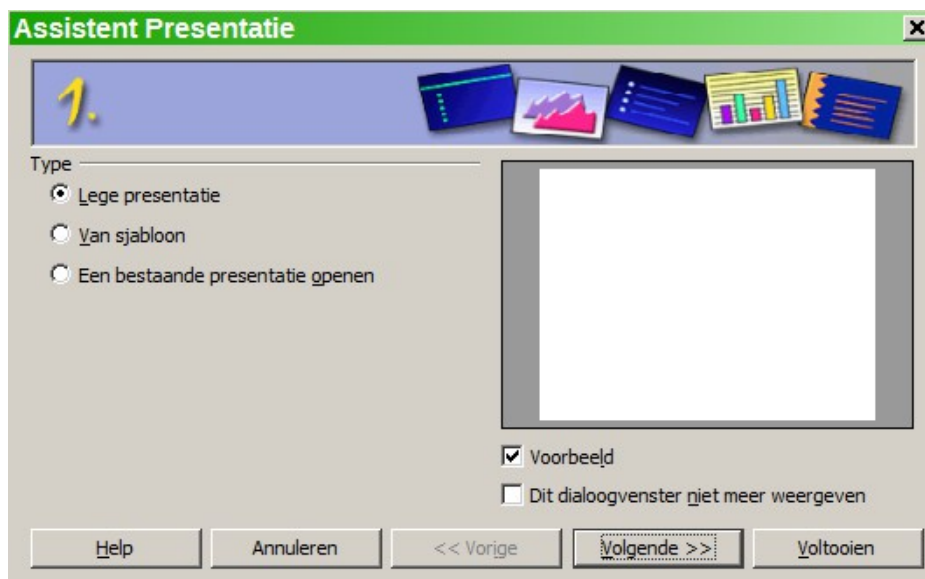 Assistent Presentatie
1.
Type
Lege presentatie
Van sjabloon
Een bestaande presentatie openen
Voorbeeld
Dit dialoogvenster niet meer weergeven
Help Annuleren << Vorige Volgende >> Voltooien